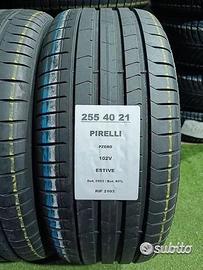 255 40 21
PIRELLI
PZERO
102V
ESTIVE
RIF 2103
subito